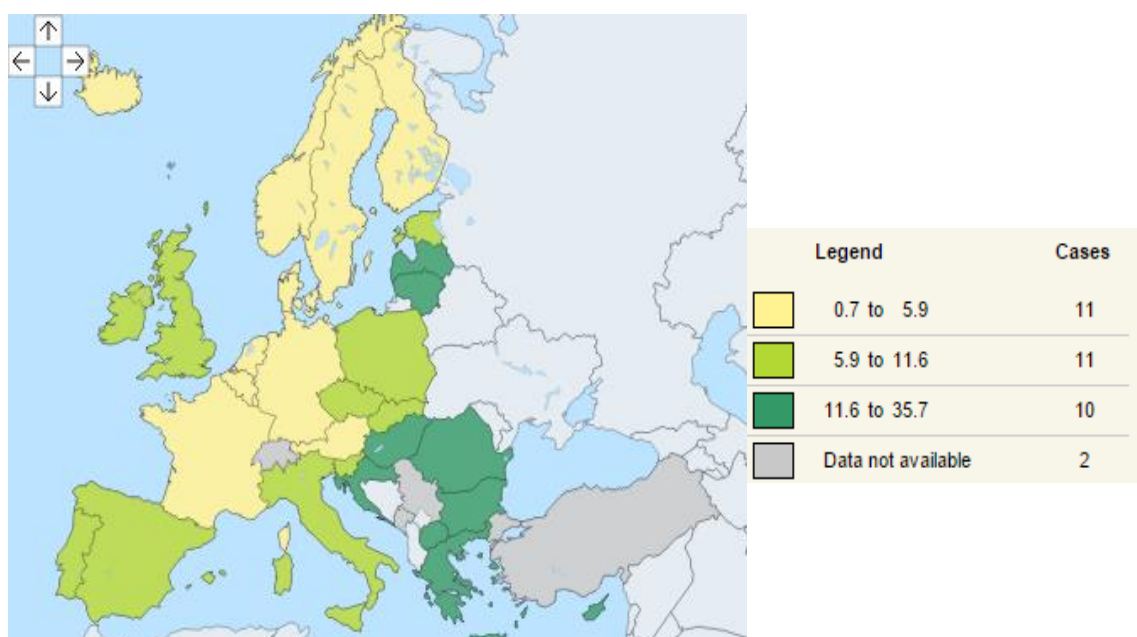 Legend Cases
0.7 to 5.9 11
5.9 to 11.6 11
11.6 to 35.7 10
Data not available 2